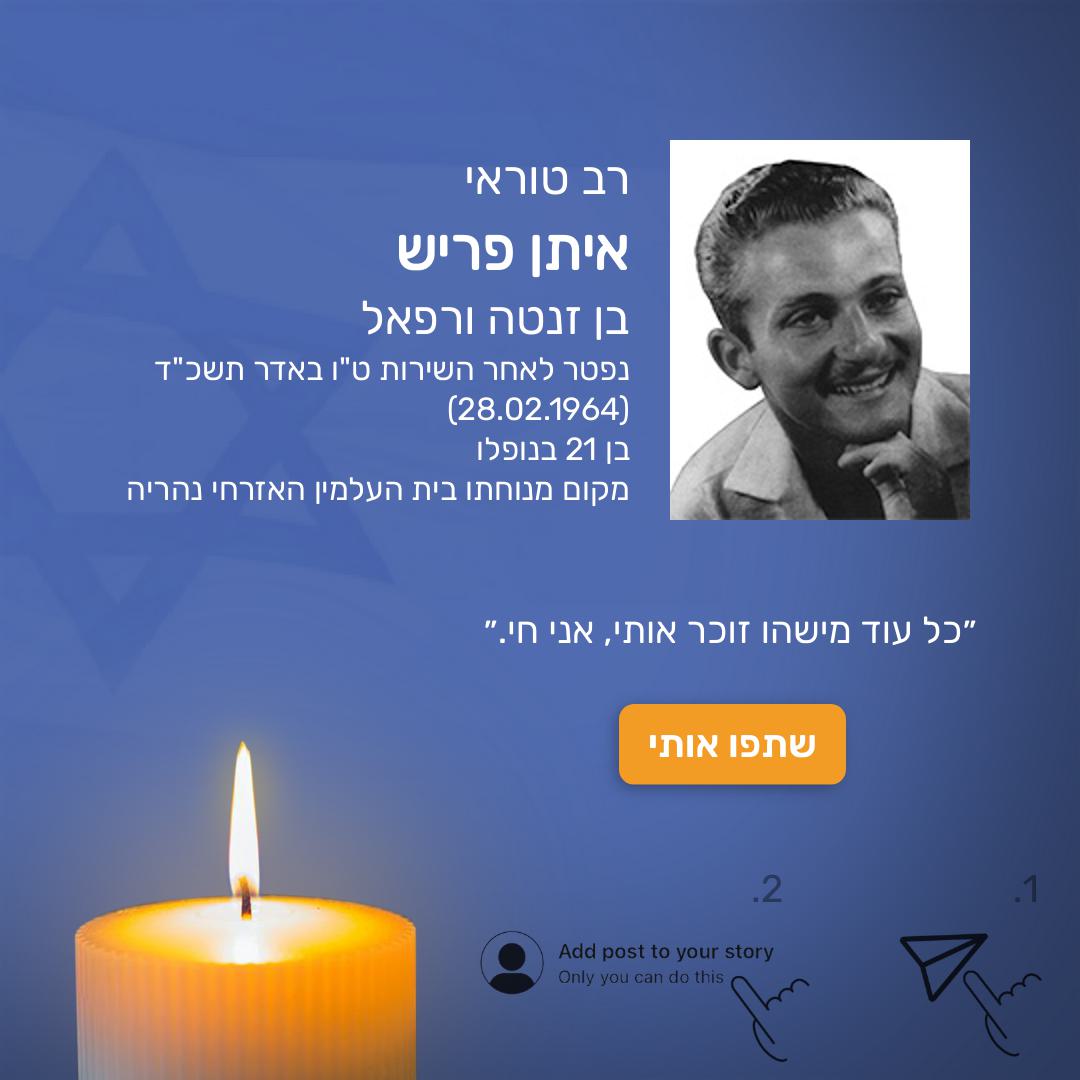 רב טוראי
איתן פריש
בן זנטה ורפאל
נפטר לאחר השירות ט"ו באדר תשכ"ד
(28.02.1964)
בן 21 בנופלו
מקום מנוחתו בית העלמין האזרחי נהריה
״כל עוד מישהו זוכר אותי, אני חי.״
שתפו אותי
1.
2.
Add post to your story
Only you can do this